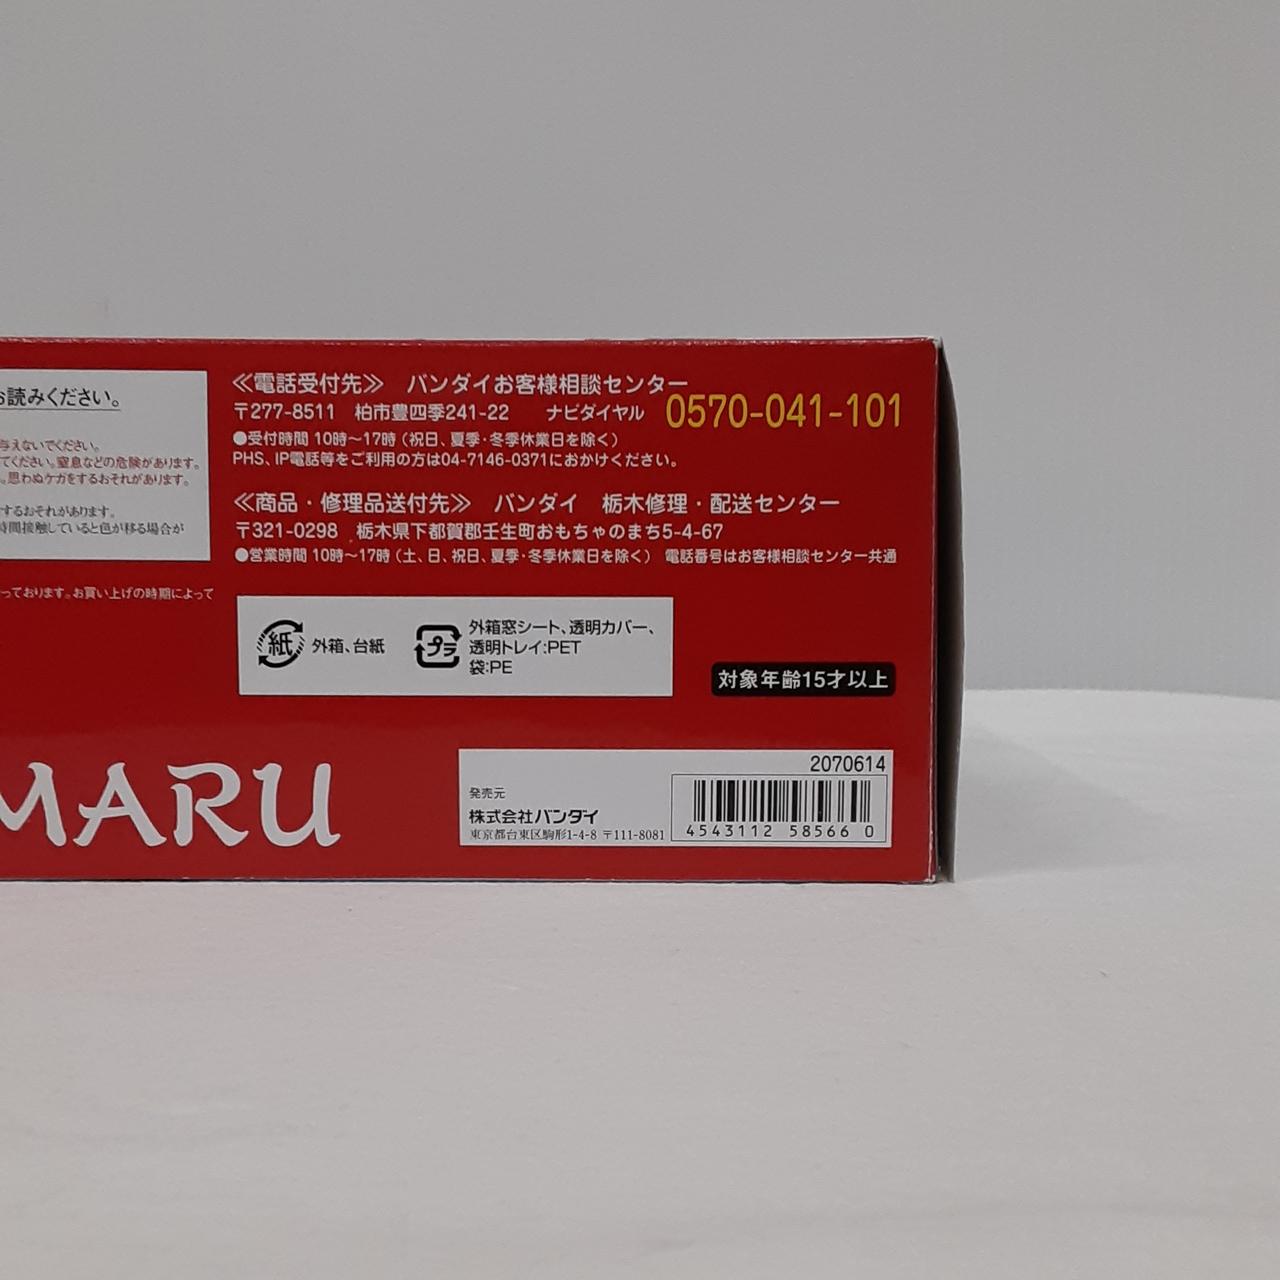 お読みください。
与えないでください。
てください。窒息などの危険があります。
。思わぬケガをするおそれがあります。
するおそれがあります。
時間接触していると色が移る場合が
っております。お買い上げの時期によって
≪電話受付先≫ バンダイお客様相談センター
〒277-8511 柏市豊四季241-22 ナビダイヤル 0570-041-101
●受付時間 10時〜17時（祝日、夏季・冬季休業日を除く）
PHS、IP電話等をご利用の方は04-7146-0371におかけください。
≪商品・修理品送付先≫ バンダイ 栃木修理・配送センター
〒321-0298 栃木県下都賀郡壬生町おもちゃのまち5-4-67
●営業時間 10時〜17時（土、日、祝日、夏季・冬季休業日を除く） 電話番号はお客様相談センター共通
紙 外箱、台紙
プラ 外箱窓シート、透明カバー、
透明トレイ:PET
袋:PE
対象年齢15才以上
MARU
2070614
発売元
株式会社バンダイ
東京都台東区駒形1-4-8 〒111-8081
4543112 58566 0